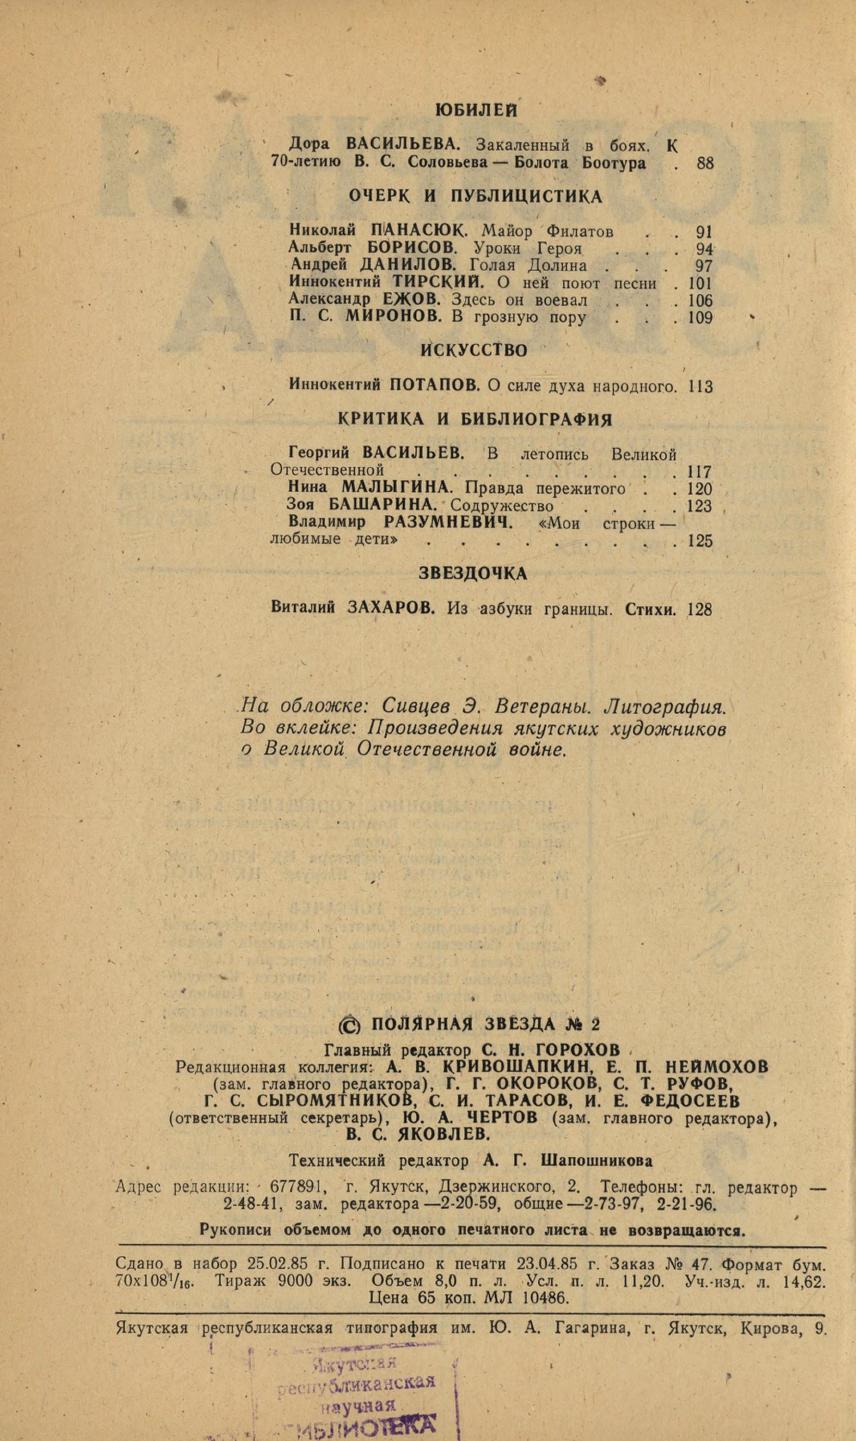 ЮБИЛЕЙ
Дора ВАСИЛЬЕВА. Закаленный в боях. К
70-летию В. С. Соловьева — Болота Боотура . 88
ОЧЕРК И ПУБЛИЦИСТИКА
Николай ПАНАСЮК. Майор Филатов . . 91
Альберт БОРИСОВ. Уроки Героя . . . 94
Андрей ДАНИЛОВ. Голая Долина . . . 97
Иннокентий ТИРСКИЙ. О ней поют песни . 101
Александр ЕЖОВ. Здесь он воевал . . . 106
П. С. МИРОНОВ. В грозную пору . . . 109
ИСКУССТВО
Иннокентий ПОТАПОВ. О силе духа народного. 113
КРИТИКА И БИБЛИОГРАФИЯ
Георгий ВАСИЛЬЕВ. В летопись Великой
Отечественной . . . . . . . . 117
Нина МАЛЫГИНА. Правда пережитого . . 120
Зоя БАШАРИНА. Содружество . . . . 123
Владимир РАЗУМНЕВИЧ. «Мои строки —
любимые дети» . . . . . . . . 125
ЗВЕЗДОЧКА
Виталий ЗАХАРОВ. Из азбуки границы. Стихи. 128
На обложке: Сивцев Э. Ветераны. Литография.
Во вклейке: Произведения якутских художников
о Великой Отечественной войне.
© ПОЛЯРНАЯ ЗВЕЗДА № 2
Главный редактор С. Н. ГОРОХОВ
Редакционная коллегия: А. В. КРИВОШАПКИН, Е. П. НЕЙМОХОВ
(зам. главного редактора), Г. Г. ОКОРОКОВ, С. Т. РУФОВ,
Г. С. СЫРОМЯТНИКОВ, С. И. ТАРАСОВ, И. Е. ФЕДОСЕЕВ
(ответственный секретарь), Ю. А. ЧЕРТОВ (зам. главного редактора),
В. С. ЯКОВЛЕВ.
Технический редактор А. Г. Шапошникова
Адрес редакции: 677891, г. Якутск, Дзержинского, 2. Телефоны: гл. редактор —
2-48-41, зам. редактора —2-20-59, общие —2-73-97, 2-21-96.
Рукописи объемом до одного печатного листа не возвращаются.
Сдано в набор 25.02.85 г. Подписано к печати 23.04.85 г. Заказ № 47. Формат бум.
70х108 1/16. Тираж 9000 экз. Объем 8,0 п. л. Усл. п. л. 11,20. Уч.-изд. л. 14,62.
Цена 65 коп. МЛ 10486.
Якутская республиканская типография им. Ю. А. Гагарина, г. Якутск, Кирова, 9.
Якутская
республиканская
научная
БИБЛИОТЕКА